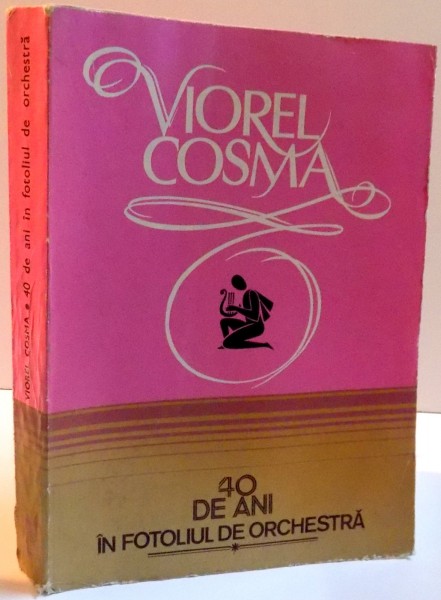 VIOREL
COSMA
40
DE ANI
ÎN FOTOLIUL DE ORCHESTRĂ
VIOREL COSMA • 40 de ani în fotoliul de orchestră